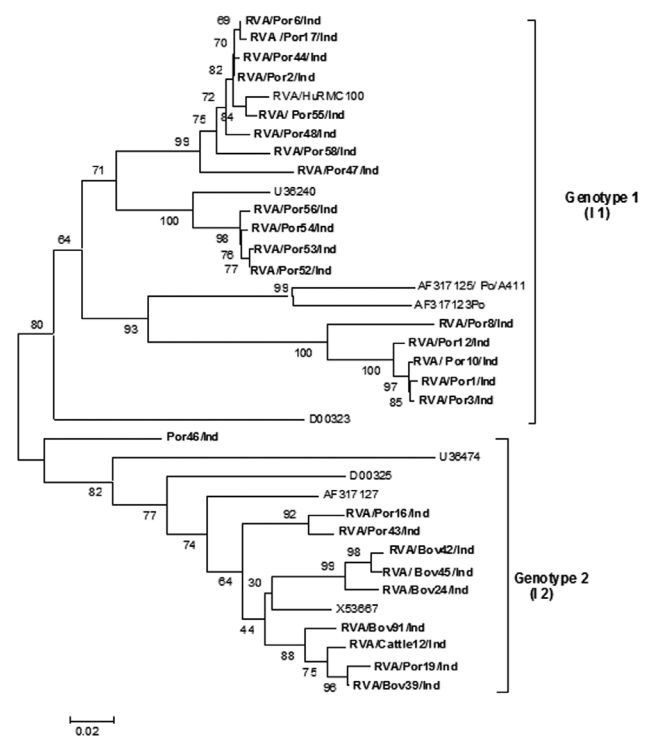 69
RVA/Por6/Ind
70
RVA /Por17/Ind
RVA/Por44/Ind
82
RVA/Por2/Ind
72
RVA/HuRMC100
84
RVA/ Por55/Ind
75
RVA/Por48/Ind
99
RVA/Por58/Ind
71
RVA/Por47/Ind
U36240
Genotype 1
(I 1)
100
RVA/Por56/Ind
98
RVA/Por54/Ind
64
76
RVA/Por53/Ind
77
RVA/Por52/Ind
99
AF317125/ Po/A411
AF317123Po
93
RVA/Por8/Ind
80
100
RVA/Por12/Ind
100
RVA/ Por10/Ind
97
RVA/Por1/Ind
85
RVA/Por3/Ind
D00323
Por46/Ind
U36474
82
D00325
77
AF317127
92
RVA/Por16/Ind
74
RVA/Por43/Ind
98
RVA/Bov42/Ind
99
RVA/ Bov45/Ind
64
30
RVA/Bov24/Ind
Genotype 2
(I 2)
X53667
44
RVA/Bov91/Ind
88
RVA/Cattle12/Ind
75
RVA/Por19/Ind
96
RVA/Bov39/Ind
0.02